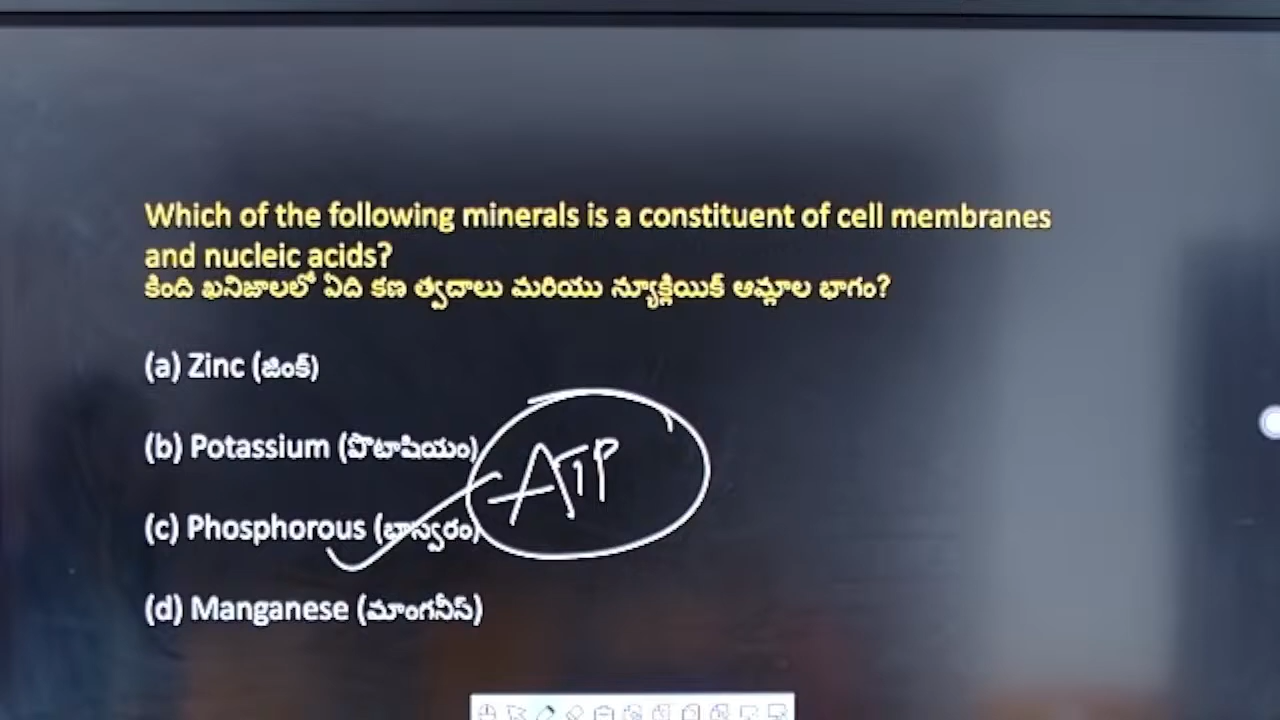 Which of the following minerals is a constituent of cell membranes
and nucleic acids?
కింది ఖనిజాలలో ఏది కణ త్వదాలు మరియు న్యూక్లియిక్ ఆమ్లాల భాగం?
(a) Zinc (జింక్)
(b) Potassium (పొటాషియం)
ATP
(c) Phosphorous (భాస్వరం)
(d) Manganese (మాంగనీస్)